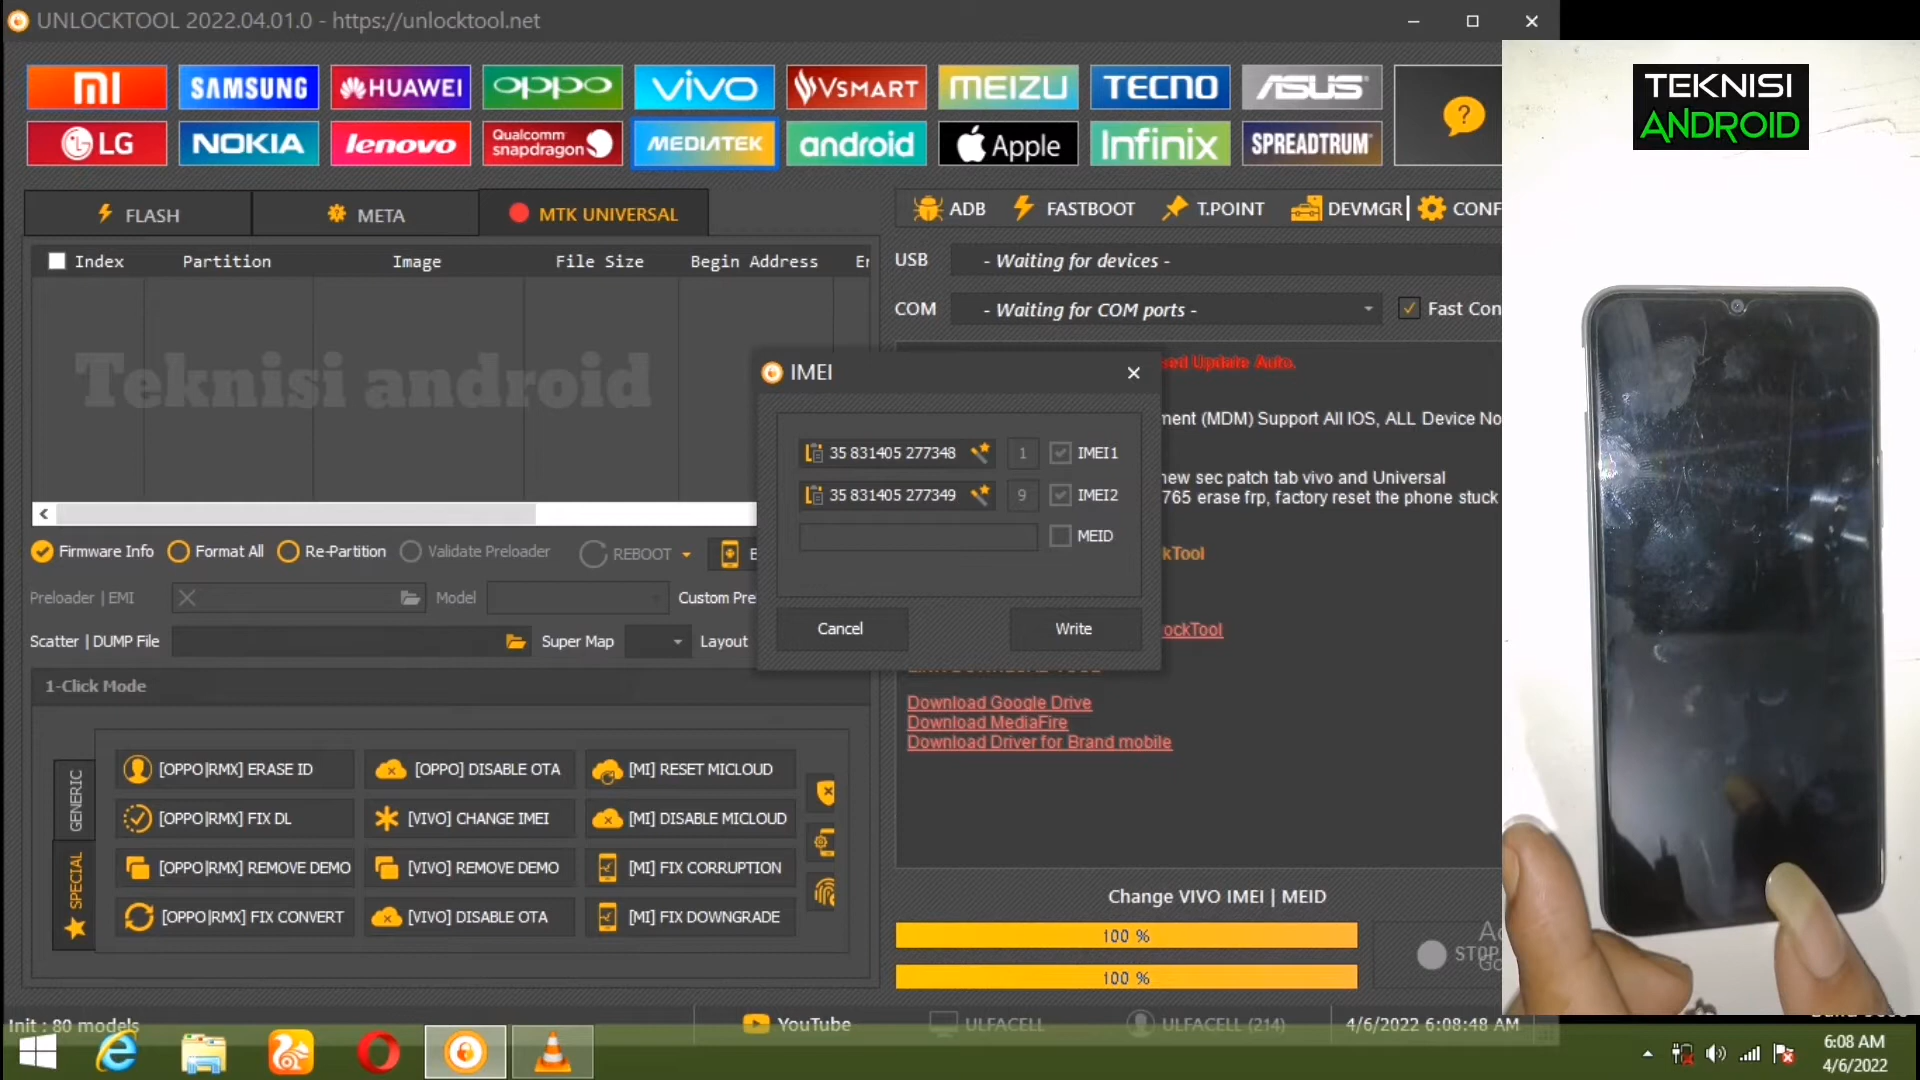 UNLOCKTOOL 2022.04.01.0 - https://unlocktool.net
MI SAMSUNG HUAWEI oppo vivo VSMART MEIZU TECNO ASUS
LG NOKIA lenovo Qualcomm snapdragon MEDIATEK android Apple Infinix SPREADTRUM
TEKNISI
ANDROID
FLASH META MTK UNIVERSAL
ADB FASTBOOT T.POINT DEVMGR CONF
Index Partition Image File Size Begin Address
USB - Waiting for devices -
COM - Waiting for COM ports - Fast Con
Teknisi android
sed Update Auto.
ment (MDM) Support All IOS, ALL Device No
new sec patch tab vivo and Universal
765 erase frp, factory reset the phone stuck
kTool
ockTool
Download Google Drive
Download MediaFire
Download Driver for Brand mobile
IMEI
35 831405 277348 1 IMEI1
35 831405 277349 9 IMEI2
MEID
Cancel Write
Firmware Info Format All Re-Partition Validate Preloader REBOOT
Preloader | EMI Model Custom Pre
Scatter | DUMP File Super Map Layout
1-Click Mode
GENERIC
SPECIAL
[OPPO|RMX] ERASE ID [OPPO] DISABLE OTA [MI] RESET MICLOUD
[OPPO|RMX] FIX DL [VIVO] CHANGE IMEI [MI] DISABLE MICLOUD
[OPPO|RMX] REMOVE DEMO [VIVO] REMOVE DEMO [MI] FIX CORRUPTION
[OPPO|RMX] FIX CONVERT [VIVO] DISABLE OTA [MI] FIX DOWNGRADE
Change VIVO IMEI | MEID
100 %
100 %
STOP
Init : 80 models
YouTube ULFACELL ULFACELL (214) 4/6/2022 6:08:48 AM
6:08 AM
4/6/2022